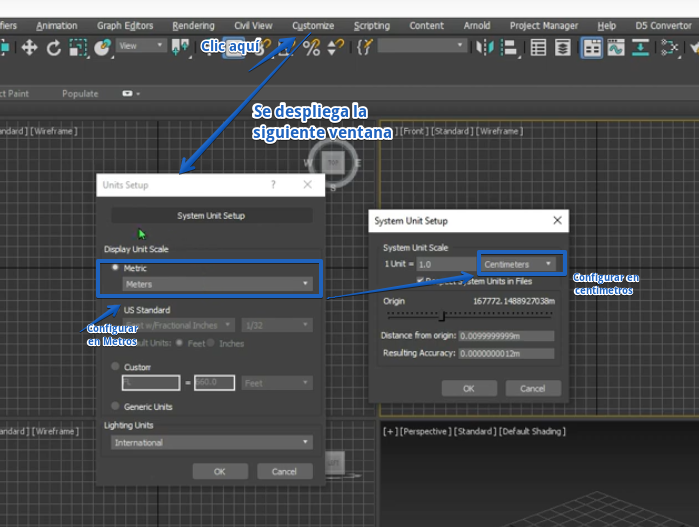 fiers Animation Graph Editors Rendering Civil View Customize Scripting Content Arnold Project Manager Help D5 Convertor
View
Clic aquí
ct Paint Populate
Se despliega la
siguiente ventana
andard ] [Wireframe ]
] [Front ] [Standard ] [Wireframe ]
W TOP E
S
Units Setup ? X
System Unit Setup
Display Unit Scale
Metric
Meters
Configurar
en Metros
US Standard
w/Fractional Inches 1/32
ault Units: Feet Inches
Custom
FL = 660.0 Feet
Generic Units
Lighting Units
International
OK Cancel
System Unit Setup X
System Unit Scale
1 Unit = 1.0 Centimeters
Respect System Units in Files
Configurar en
centimetros
Origin 167772.1488927038m
Distance from origin: 0.0099999999m
Resulting Accuracy: 0.0000000012m
OK Cancel
andard ] [Wireframe ]
[+] [Perspective ] [Standard ] [Default Shading ]